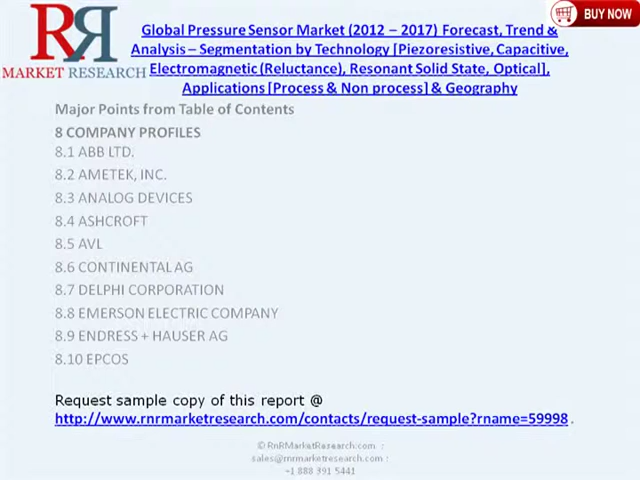 RR
MARKET RESEARCH
BUY NOW
Global Pressure Sensor Market (2012 – 2017) Forecast, Trend &
Analysis – Segmentation by Technology [Piezoresistive, Capacitive,
Electromagnetic (Reluctance), Resonant Solid State, Optical],
Applications [Process & Non process] & Geography
Major Points from Table of Contents
8 COMPANY PROFILES
8.1 ABB LTD.
8.2 AMETEK, INC.
8.3 ANALOG DEVICES
8.4 ASHCROFT
8.5 AVL
8.6 CONTINENTAL AG
8.7 DELPHI CORPORATION
8.8 EMERSON ELECTRIC COMPANY
8.9 ENDRESS + HAUSER AG
8.10 EPCOS
Request sample copy of this report @
http://www.rnrmarketresearch.com/contacts/request-sample?rname=59998 .
© RnRMarketResearch.com :
sales@rnrmarketresearch.com :
+1 888 391 5441